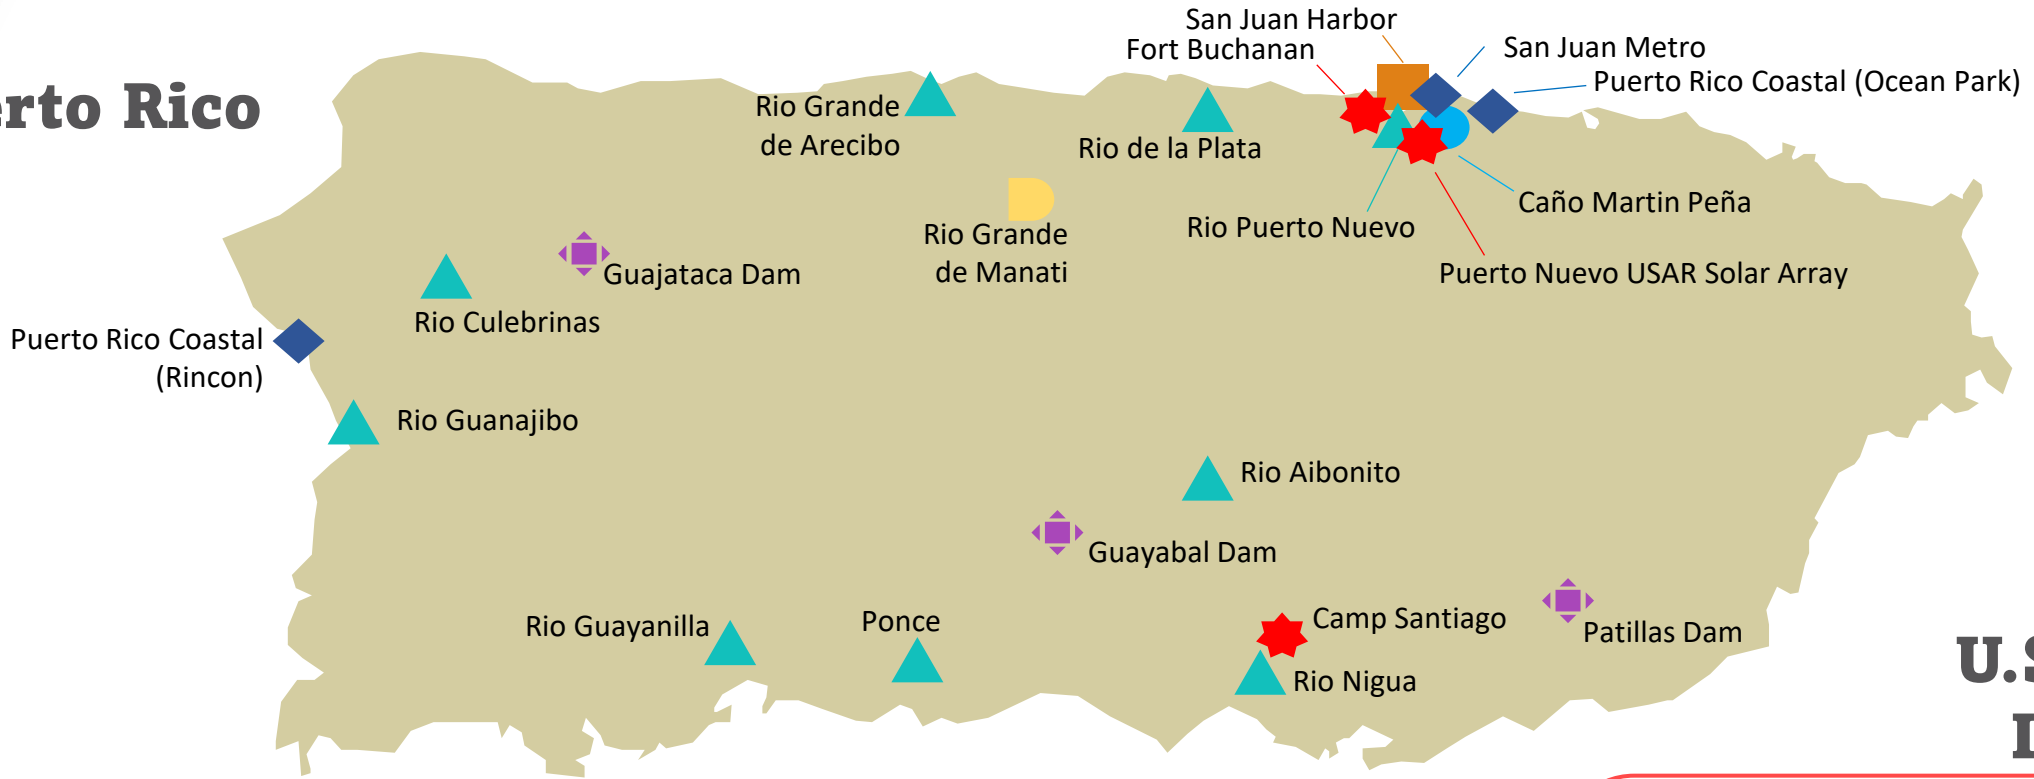 San Juan Harbor
Fort Buchanan
San Juan Metro
Puerto Rico Coastal (Ocean Park)
Rico
Rio Grande
de Arecibo
Rio de la Plata
Caño Martin Peña
Rio Puerto Nuevo
Rio Grande
de Manati
Puerto Nuevo USAR Solar Array
Guajataca Dam
Rio Culebrinas
Puerto Rico Coastal
(Rincon)
Rio Guanajibo
Rio Aibonito
Guayabal Dam
Rio Guayanilla
Ponce
Camp Santiago
Patillas Dam
Rio Nigua